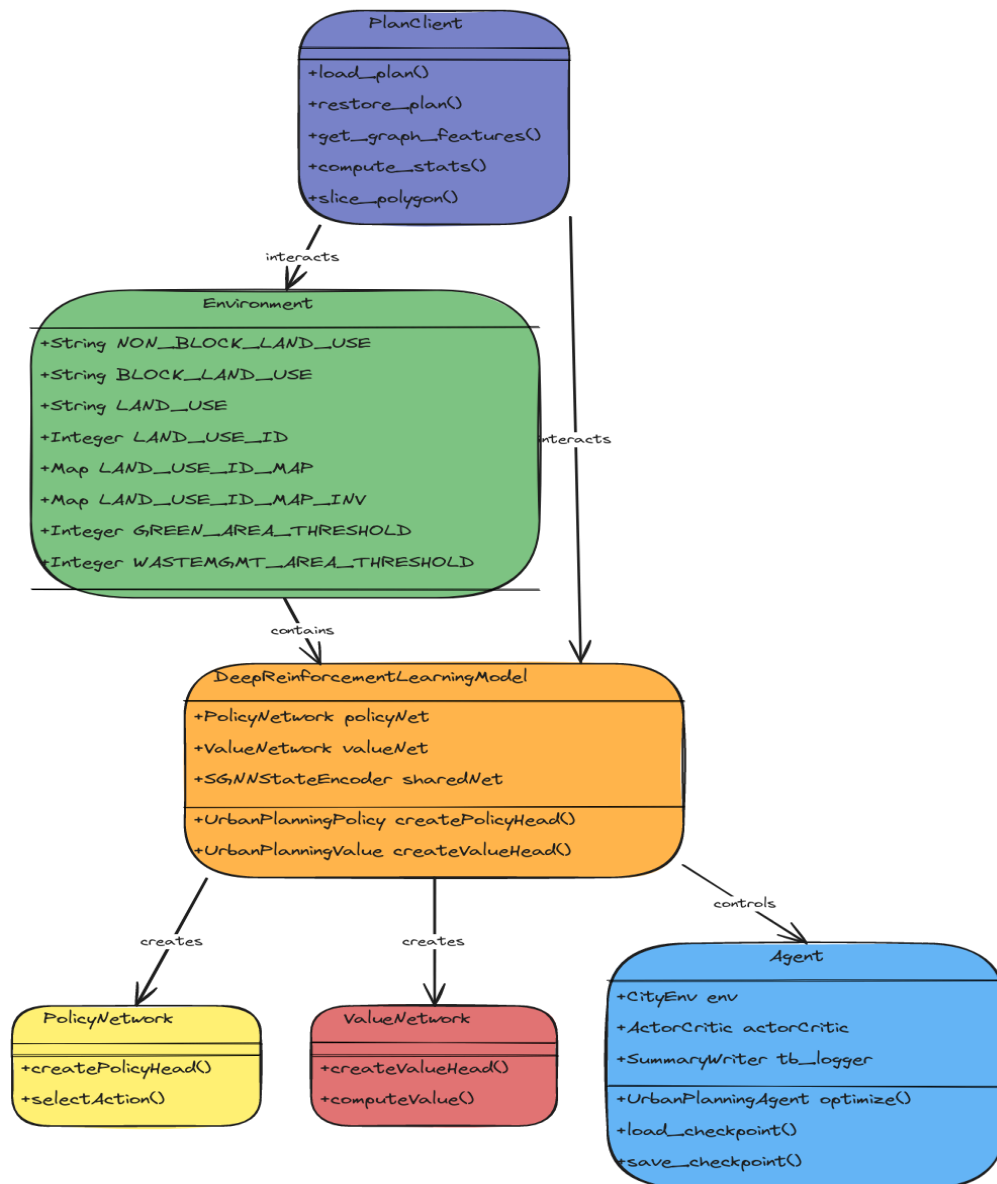 PlanClient
+load_plan()
+restore_plan()
+get_graph_features()
+compute_stats()
+slice_polygon()
interacts
Environment
+String NON_BLOCK_LAND_USE
+String BLOCK_LAND_USE
+String LAND_USE
+Integer LAND_USE_ID
+Map LAND_USE_ID_MAP
+Map LAND_USE_ID_MAP_INV
+Integer GREEN_AREA_THRESHOLD
+Integer WASTEMGMT_AREA_THRESHOLD
interacts
contains
DeepReinforcementLearningModel
+PolicyNetwork policyNet
+ValueNetwork valueNet
+SGNNStateEncoder sharedNet
+UrbanPlanningPolicy createPolicyHead()
+UrbanPlanningValue createValueHead()
creates
creates
controls
PolicyNetwork
+createPolicyHead()
+selectAction()
ValueNetwork
+createValueHead()
+computeValue()
Agent
+CityEnv env
+ActorCritic actorCritic
+SummaryWriter tb_logger
+UrbanPlanningAgent optimize()
+load_checkpoint()
+save_checkpoint()